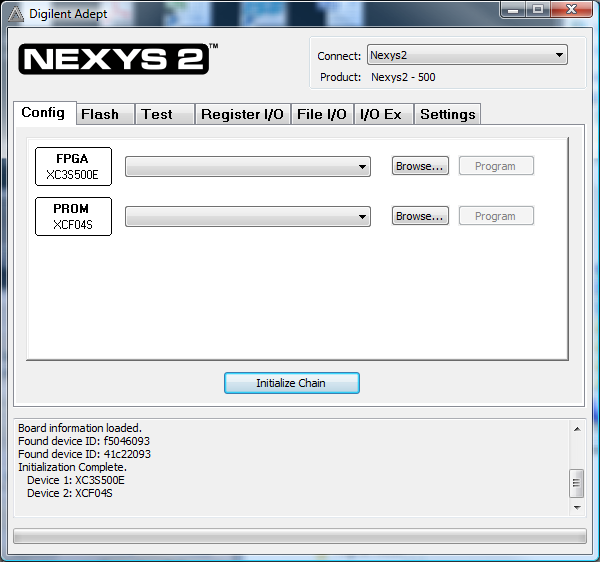 Digilent Adept
NEXYS 2™
Connect: Nexys2
Product: Nexys2 - 500
Config Flash Test Register I/O File I/O I/O Ex Settings
FPGA
XC3S500E
Browse... Program
PROM
XCF04S
Browse... Program
Initialize Chain
Board information loaded.
Found device ID: f5046093
Found device ID: 41c22093
Initialization Complete.
Device 1: XC3S500E
Device 2: XCF04S